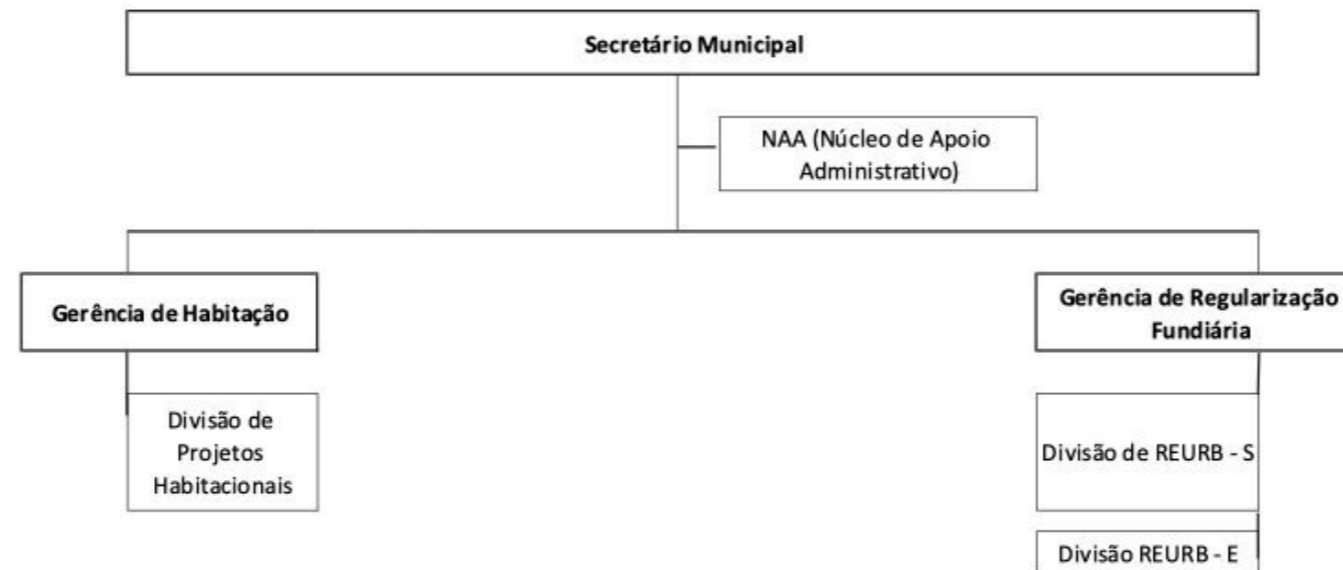 Secretário Municipal
NAA (Núcleo de Apoio
Administrativo)
Gerência de Habitação
Gerência de Regularização
Fundiária
Divisão de
Projetos
Habitacionais
Divisão de REURB - S
Divisão REURB - E